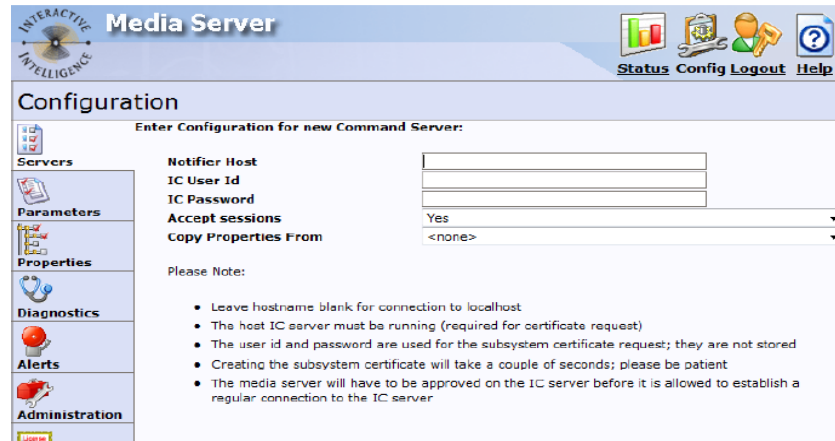 INTERACTIVE
INTELLIGENCE
Media Server
Status Config Logout Help
Configuration
Enter Configuration for new Command Server:
Servers
Notifier Host
IC User Id
IC Password
Parameters
Accept sessions Yes
Copy Properties From <none>
Properties
Please Note:
Diagnostics
• Leave hostname blank for connection to localhost
• The host IC server must be running (required for certificate request)
• The user id and password are used for the subsystem certificate request; they are not stored
Alerts
• Creating the subsystem certificate will take a couple of seconds; please be patient
• The media server will have to be approved on the IC server before it is allowed to establish a
regular connection to the IC server
Administration
License